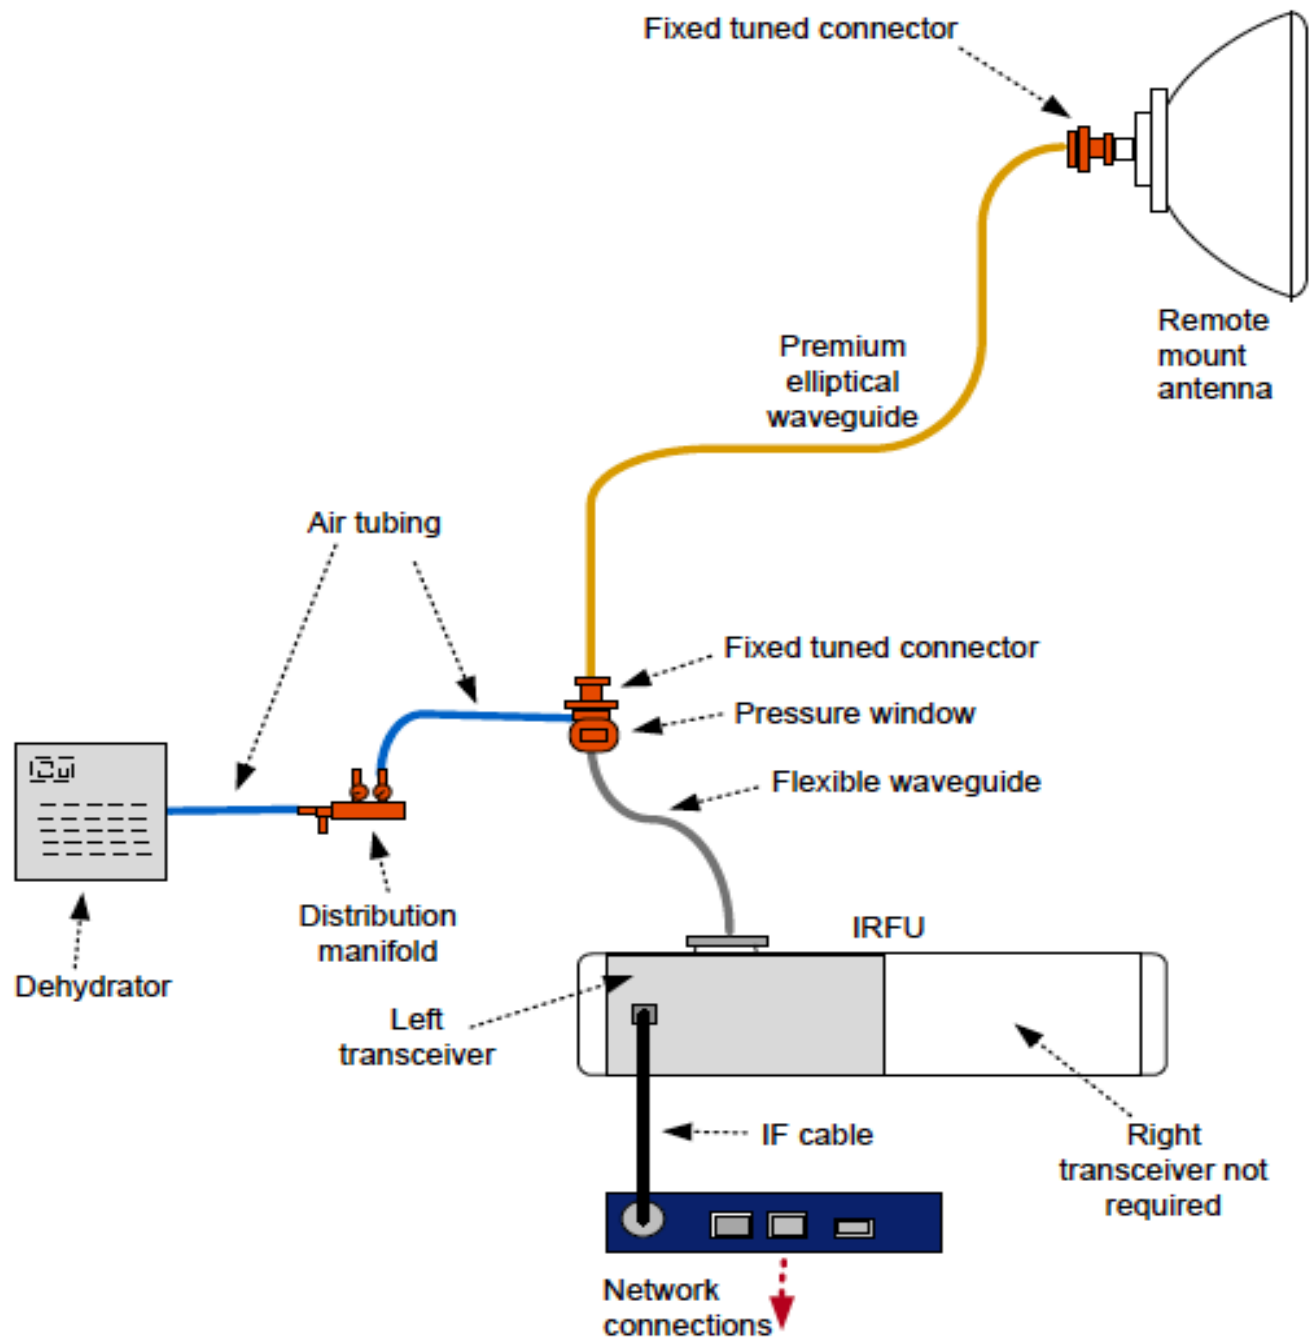 Fixed tuned connector
Remote
mount
antenna
Premium
elliptical
waveguide
Air tubing
Fixed tuned connector
Pressure window
Flexible waveguide
Distribution
manifold
Dehydrator
IRFU
Left
transceiver
IF cable
Right
transceiver not
required
Network
connections